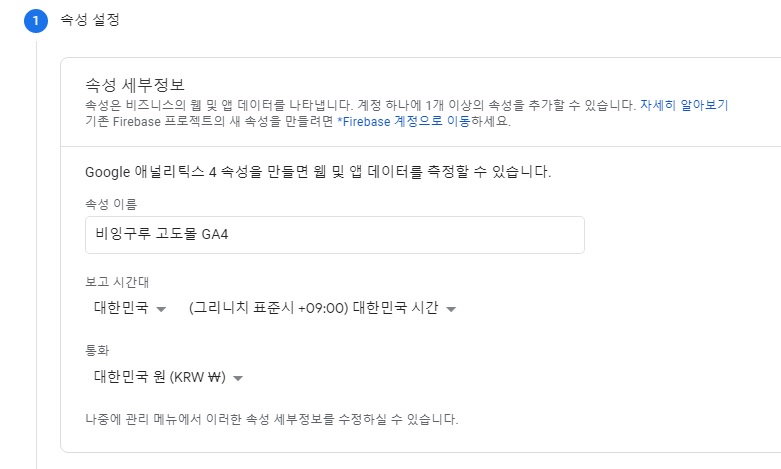 1 속성 설정
속성 세부정보
속성은 비즈니스의 웹 및 앱 데이터를 나타냅니다. 계정 하나에 1개 이상의 속성을 추가할 수 있습니다. 자세히 알아보기
기존 Firebase 프로젝트의 새 속성을 만들려면 *Firebase 계정으로 이동하세요.
Google 애널리틱스 4 속성을 만들면 웹 및 앱 데이터를 측정할 수 있습니다.
속성 이름
비잉구루 고도몰 GA4
보고 시간대
대한민국 (그리니치 표준시 +09:00) 대한민국 시간
통화
대한민국 원 (KRW ₩)
나중에 관리 메뉴에서 이러한 속성 세부정보를 수정하실 수 있습니다.